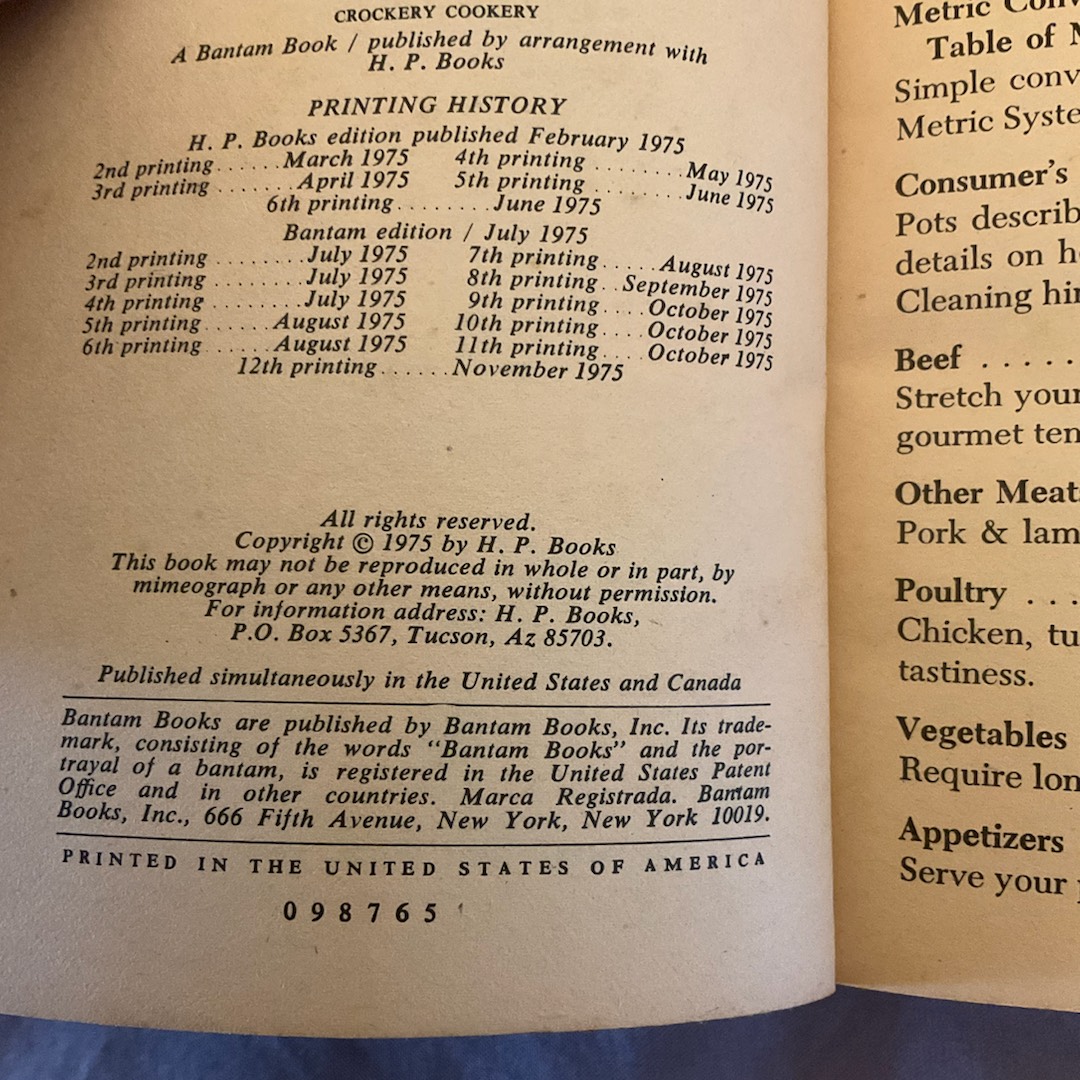 CROCKERY COOKERY
A Bantam Book / published by arrangement with
H. P. Books
PRINTING HISTORY
H. P. Books edition published February 1975
2nd printing ...... March 1975 4th printing ........ May 1975
3rd printing ....... April 1975 5th printing ....... June 1975
6th printing........ June 1975
Bantam edition / July 1975
2nd printing ........ July 1975 7th printing ..... August 1975
3rd printing ........ July 1975 8th printing .. September 1975
4th printing ........ July 1975 9th printing .... October 1975
5th printing ...... August 1975 10th printing .... October 1975
6th printing ...... August 1975 11th printing .... October 1975
12th printing ...... November 1975
All rights reserved.
Copyright © 1975 by H. P. Books
This book may not be reproduced in whole or in part, by
mimeograph or any other means, without permission.
For information address: H. P. Books,
P.O. Box 5367, Tucson, Az 85703.
Published simultaneously in the United States and Canada
Bantam Books are published by Bantam Books, Inc. Its trade-
mark, consisting of the words "Bantam Books" and the por-
trayal of a bantam, is registered in the United States Patent
Office and in other countries. Marca Registrada. Bantam
Books, Inc., 666 Fifth Avenue, New York, New York 10019.
PRINTED IN THE UNITED STATES OF AMERICA
0 9 8 7 6 5
Metric
Table of
Simple conv
Metric Syste
Consumer's
Pots describ
details on h
Cleaning hin
Beef .....
Stretch your
gourmet ten
Other Meats
Pork & lam
Poultry ...
Chicken, tu
tastiness.
Vegetables
Require lon
Appetizers
Serve your